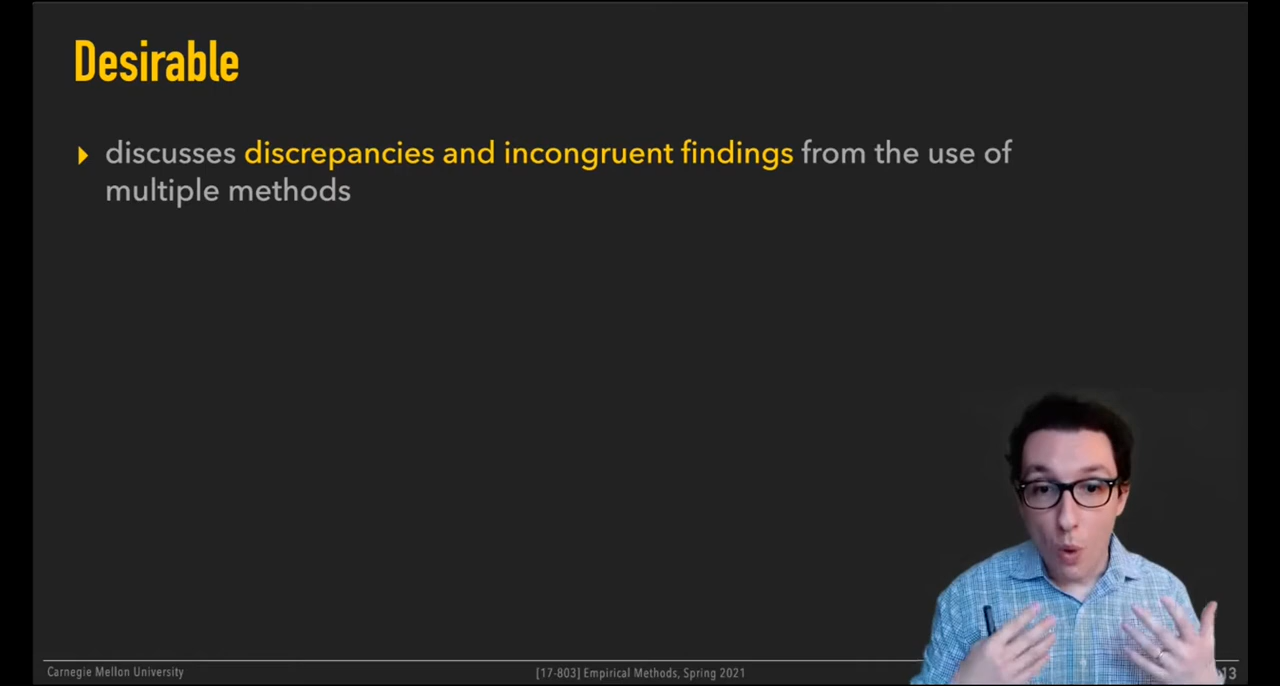 Desirable
discusses discrepancies and incongruent findings from the use of
multiple methods
Carnegie Mellon University
[17-803] Empirical Methods, Spring 2021
13